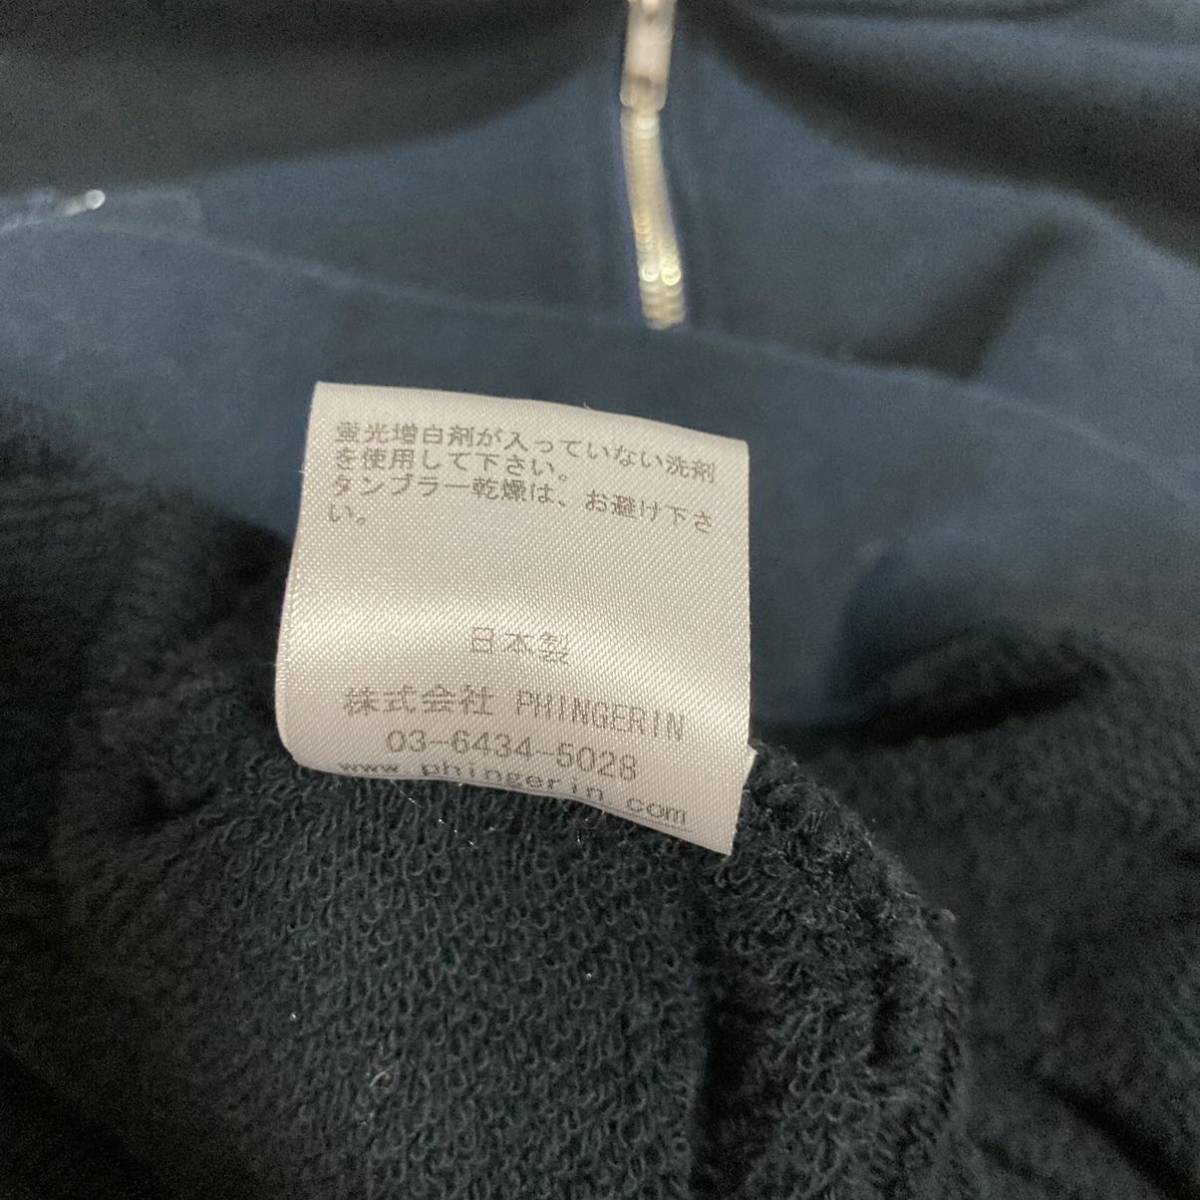 蛍光増白剤が入っていない洗剤
を使用して下さい。
タンブラー乾燥は、お避け下さ
い。
日本製
株式会社 PHINGERIN
03-6434-5028
www.phingerin.com